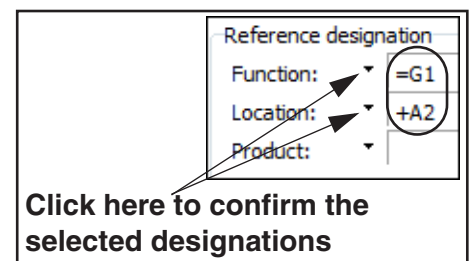 Reference designation
Function: =G1
Location: +A2
Product:
Click here to confirm the
selected designations